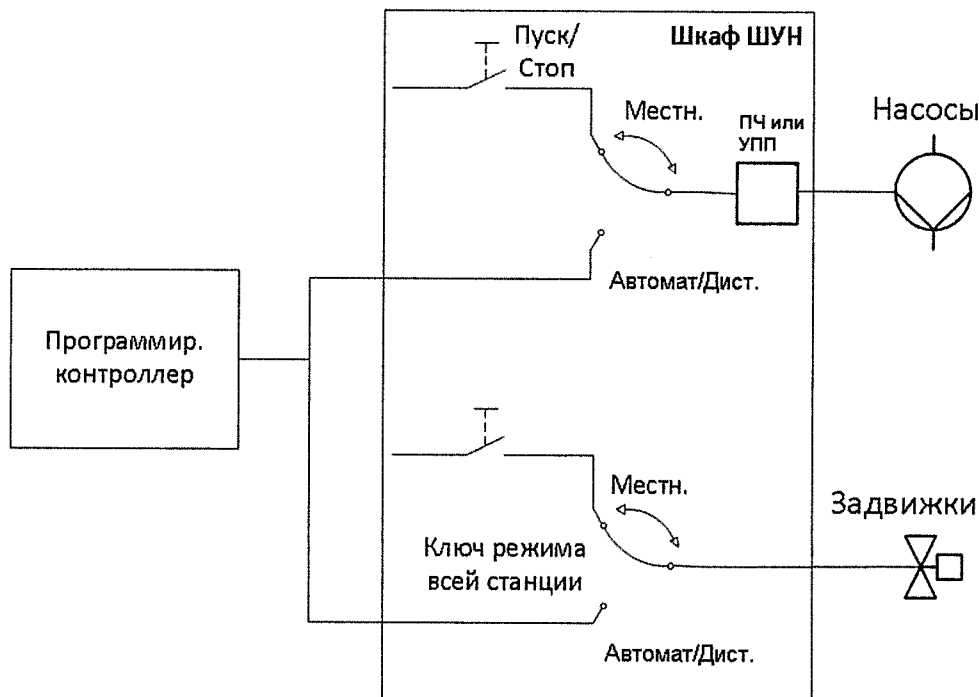 Пуск/
Стоп
Шкаф ШУН
Местн.
ПЧ или
УПП
Насосы
Автомат/Дист.
Программир.
контроллер
Местн.
Задвижки
Ключ режима
всей станции
Автомат/Дист.